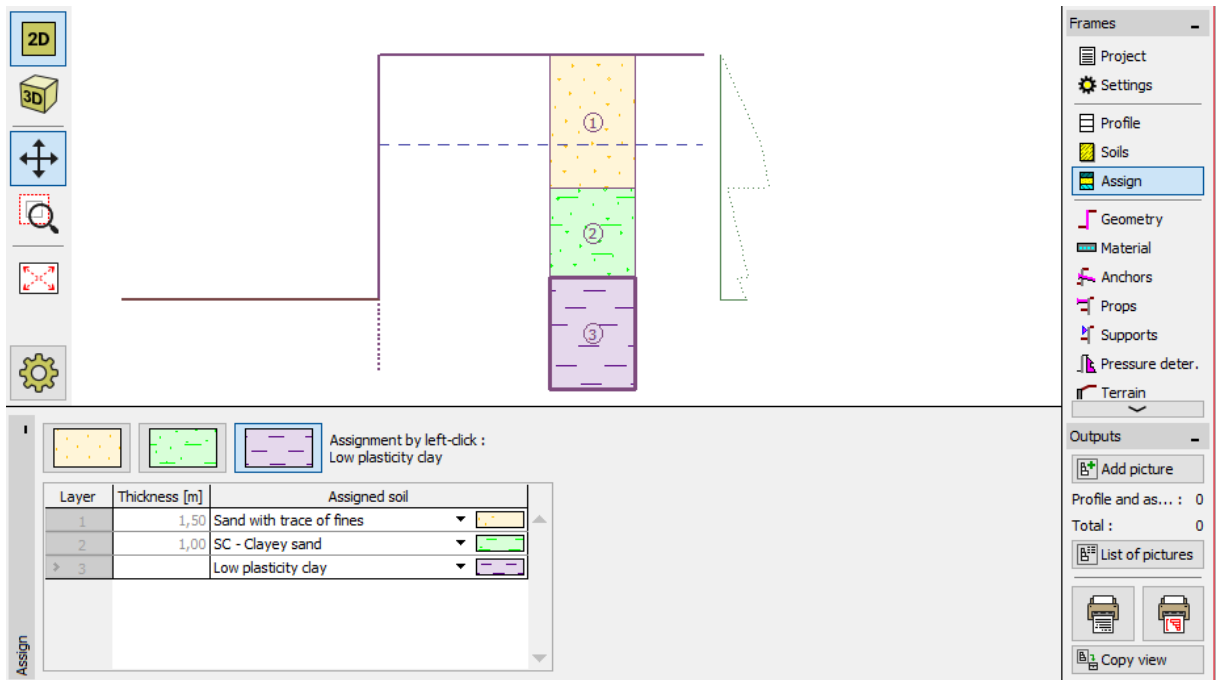 2D
3D
1
2
3
Assignment by left-click :
Low plasticity clay
Layer Thickness [m] Assigned soil
1 1,50 Sand with trace of fines
2 1,00 SC - Clayey sand
3 Low plasticity clay
Assign
Frames
Project
Settings
Profile
Soils
Assign
Geometry
Material
Anchors
Props
Supports
Pressure deter.
Terrain
Outputs
Add picture
Profile and as... : 0
Total : 0
List of pictures
Copy view